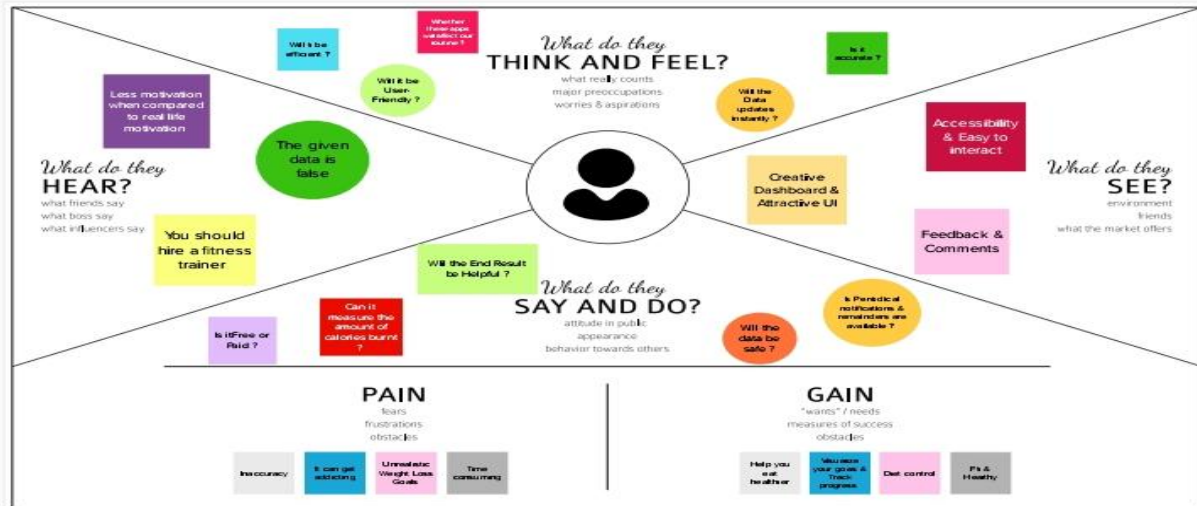 What do they
THINK AND FEEL?
what really counts
major preoccupations
worries & aspirations
Will it be
efficient ?
Whether
these apps
will affect our
routine ?
Will it be
User-
Friendly ?
Is it
accurate ?
Will the
Data
updates
instantly ?
What do they
HEAR?
what friends say
what boss say
what influencers say
Less motivation
when compared
to real life
motivation
The given
data is
false
You should
hire a fitness
trainer
What do they
SEE?
environment
friends
what the market offers
Accessibility
& Easy to
interact
Creative
Dashboard &
Attractive UI
Feedback &
Comments
What do they
SAY AND DO?
attitude in public
appearance
behavior towards others
Will the End Result
be Helpful ?
Is it Free or
Paid ?
Can it
measure the
amount of
calories burnt
?
Will the
data be
safe ?
Is Periodical
notifications &
remainders are
available ?
PAIN
fears
frustrations
obstacles
Inaccuracy
It can get
addicting
Unrealistic
Weight Loss
Goals
Time
consuming
GAIN
"wants" / needs
measures of success
obstacles
Help you
eat
healthier
your goals &
Track
progress
Diet control
&
Healthy